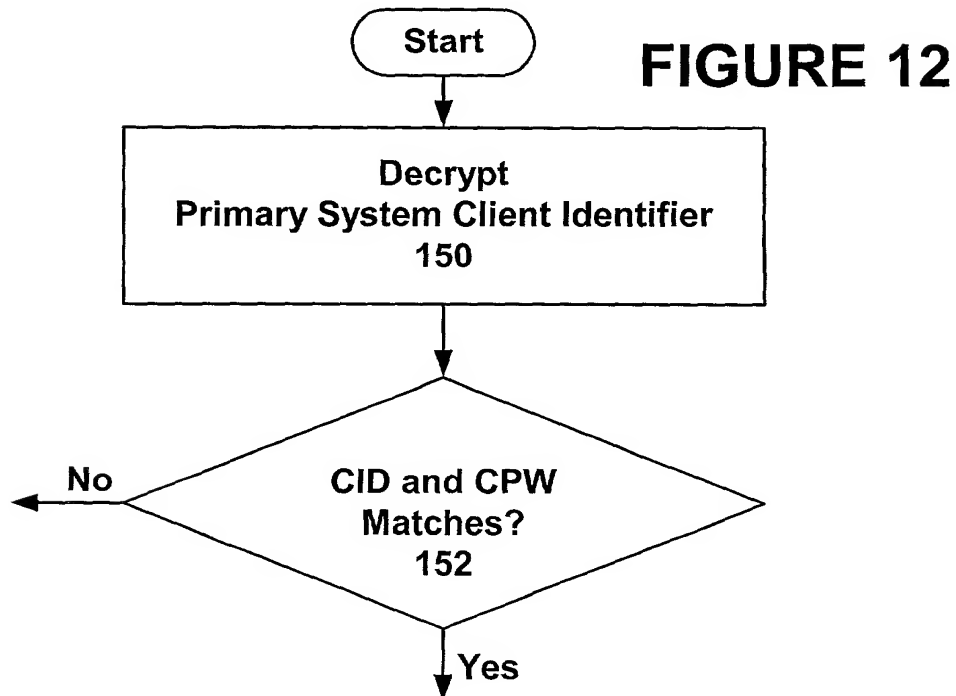 Start
FIGURE 12
Decrypt
Primary System Client Identifier
150
No
CID and CPW
Matches?
152
Yes